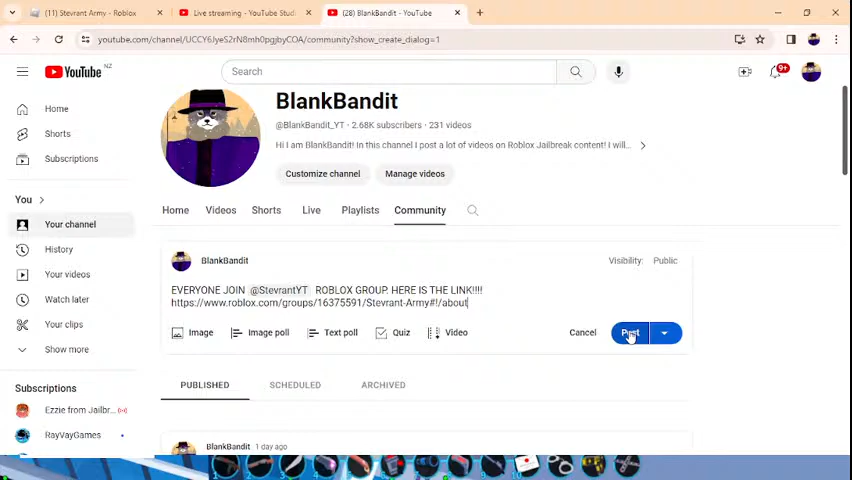 (11) Stevrant Army - Roblox
Live streaming - YouTube Stud
(28) BlankBandit - YouTube
youtube.com/channel/UCCY6JyeS2rN8mh0pgjbyCOA/community?show_create_dialog=1
YouTube NZ
Search
9+
Home
Shorts
Subscriptions
You
Your channel
History
Your videos
Watch later
Your clips
Show more
Subscriptions
Ezzie from Jailbr...
RayVayGames
BlankBandit
@BlankBandit_YT · 2.68K subscribers · 231 videos
Hi I am BlankBandit! In this channel I post a lot of videos on Roblox Jailbreak content! I will...
Customize channel
Manage videos
Home
Videos
Shorts
Live
Playlists
Community
BlankBandit
Visibility: Public
EVERYONE JOIN @StevrantYT ROBLOX GROUP. HERE IS THE LINK!!!!
https://www.roblox.com/groups/16375591/Stevrant-Army#!/about
Image
Image poll
Text poll
Quiz
Video
Cancel
Post
PUBLISHED
SCHEDULED
ARCHIVED
BlankBandit 1 day ago